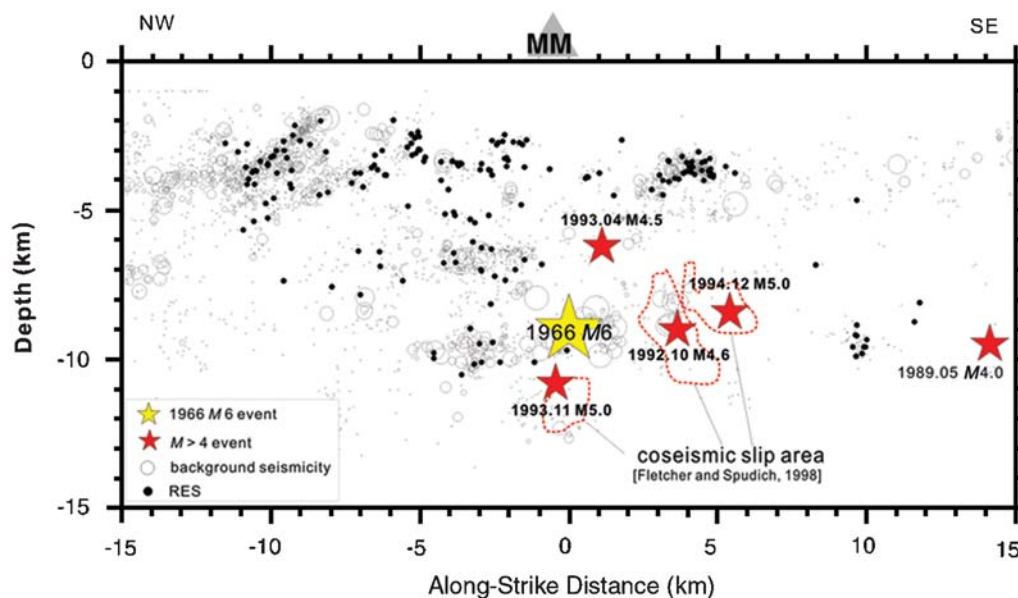 NW
MM
SE
0
-5
-10
-15
Depth (km)
1993.04 M4.5
1994.12 M5.0
1966 M6
1992.10 M4.6
1989.05 M4.0
1993.11 M5.0
coseismic slip area
[Fletcher and Spudich, 1998]
1966 M 6 event
M > 4 event
background seismicity
RES
-15
-10
-5
0
5
10
15
Along-Strike Distance (km)